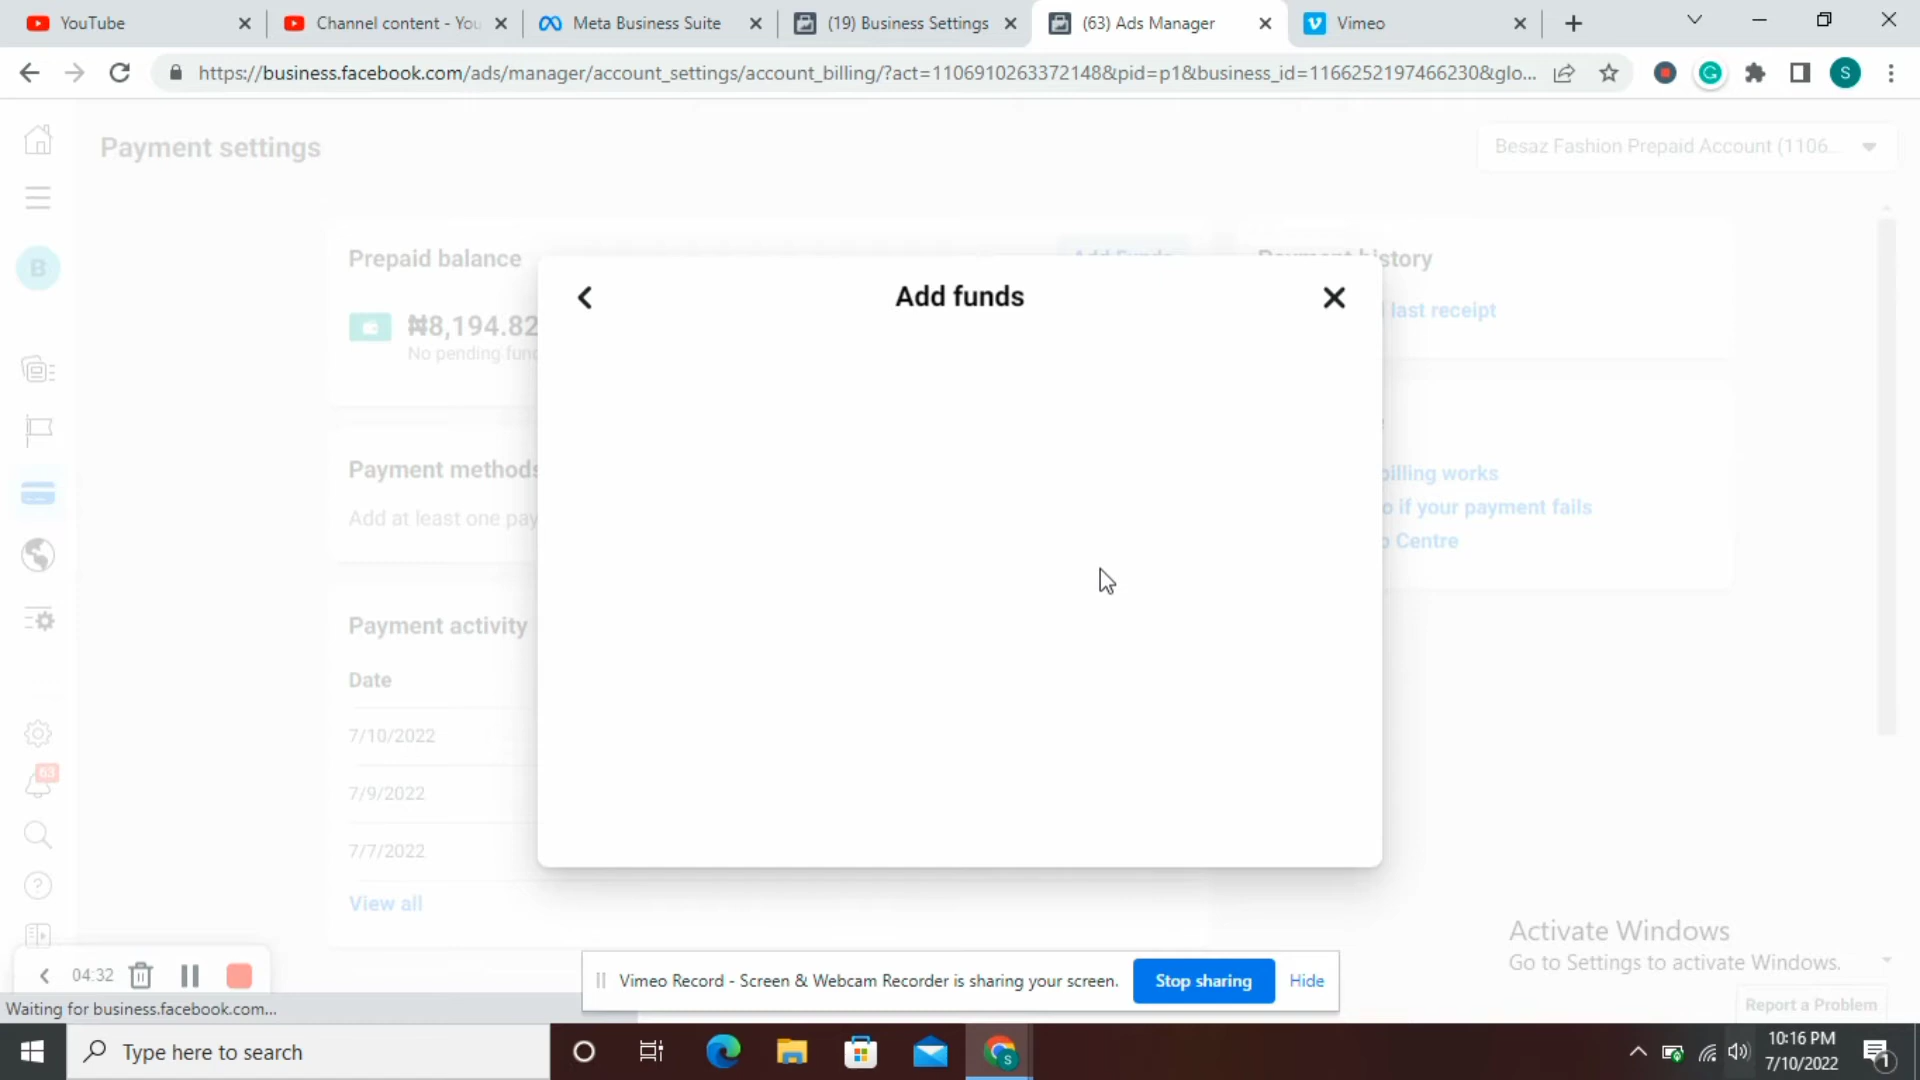 YouTube
Channel content - You
Meta Business Suite
(19) Business Settings
(63) Ads Manager
Vimeo
https://business.facebook.com/ads/manager/account_settings/account_billing/?act=1106910263372148&pid=p1&business_id=1166252197466230&glo...
G
S
Payment settings
Besaz Fashion Prepaid Account (1106...
B
Prepaid balance
Add Funds
Payment history
Add funds
₦8,194.82
last receipt
No pending fun
Payment methods
billing works
Add at least one pay
o if your payment fails
p Centre
Payment activity
Date
7/10/2022
63
7/9/2022
7/7/2022
View all
Activate Windows
Go to Settings to activate Windows.
04:32
Vimeo Record - Screen & Webcam Recorder is sharing your screen.
Stop sharing
Hide
Waiting for business.facebook.com...
Report a Problem
Type here to search
S
10:16 PM
7/10/2022
1